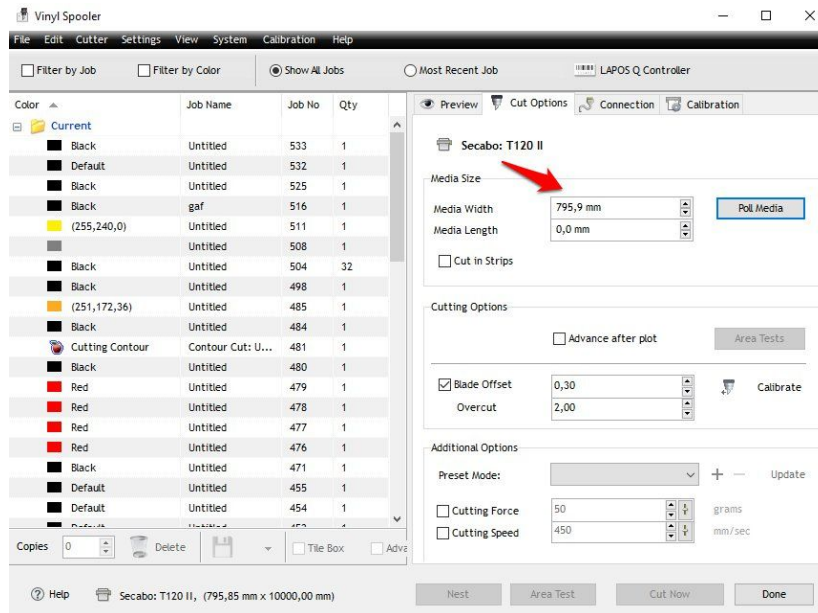 Vinyl Spooler
File Edit Cutter Settings View System Calibration Help
Filter by Job Filter by Color Show All Jobs Most Recent Job LAPOS Q Controller
Color Job Name Job No Qty
Current
Black Untitled 533 1
Default Untitled 532 1
Black Untitled 525 1
Black gaf 516 1
(255,240,0) Untitled 511 1
Untitled 508 1
Black Untitled 504 32
Black Untitled 498 1
(251,172,36) Untitled 485 1
Black Untitled 484 1
Cutting Contour Contour Cut: U... 481 1
Black Untitled 480 1
Red Untitled 479 1
Red Untitled 478 1
Red Untitled 477 1
Red Untitled 476 1
Black Untitled 471 1
Default Untitled 455 1
Default Untitled 454 1
Copies 0 Delete Tile Box Adva
Preview Cut Options Connection Calibration
Secabo: T120 II
Media Size
Media Width 795,9 mm Poll Media
Media Length 0,0 mm
Cut in Strips
Cutting Options
Advance after plot Area Tests
Blade Offset 0,30 Calibrate
Overcut 2,00
Additional Options
Preset Mode: Update
Cutting Force 50 grams
Cutting Speed 450 mm/sec
Help Secabo: T120 II, (795,85 mm x 10000,00 mm) Nest Area Test Cut Now Done